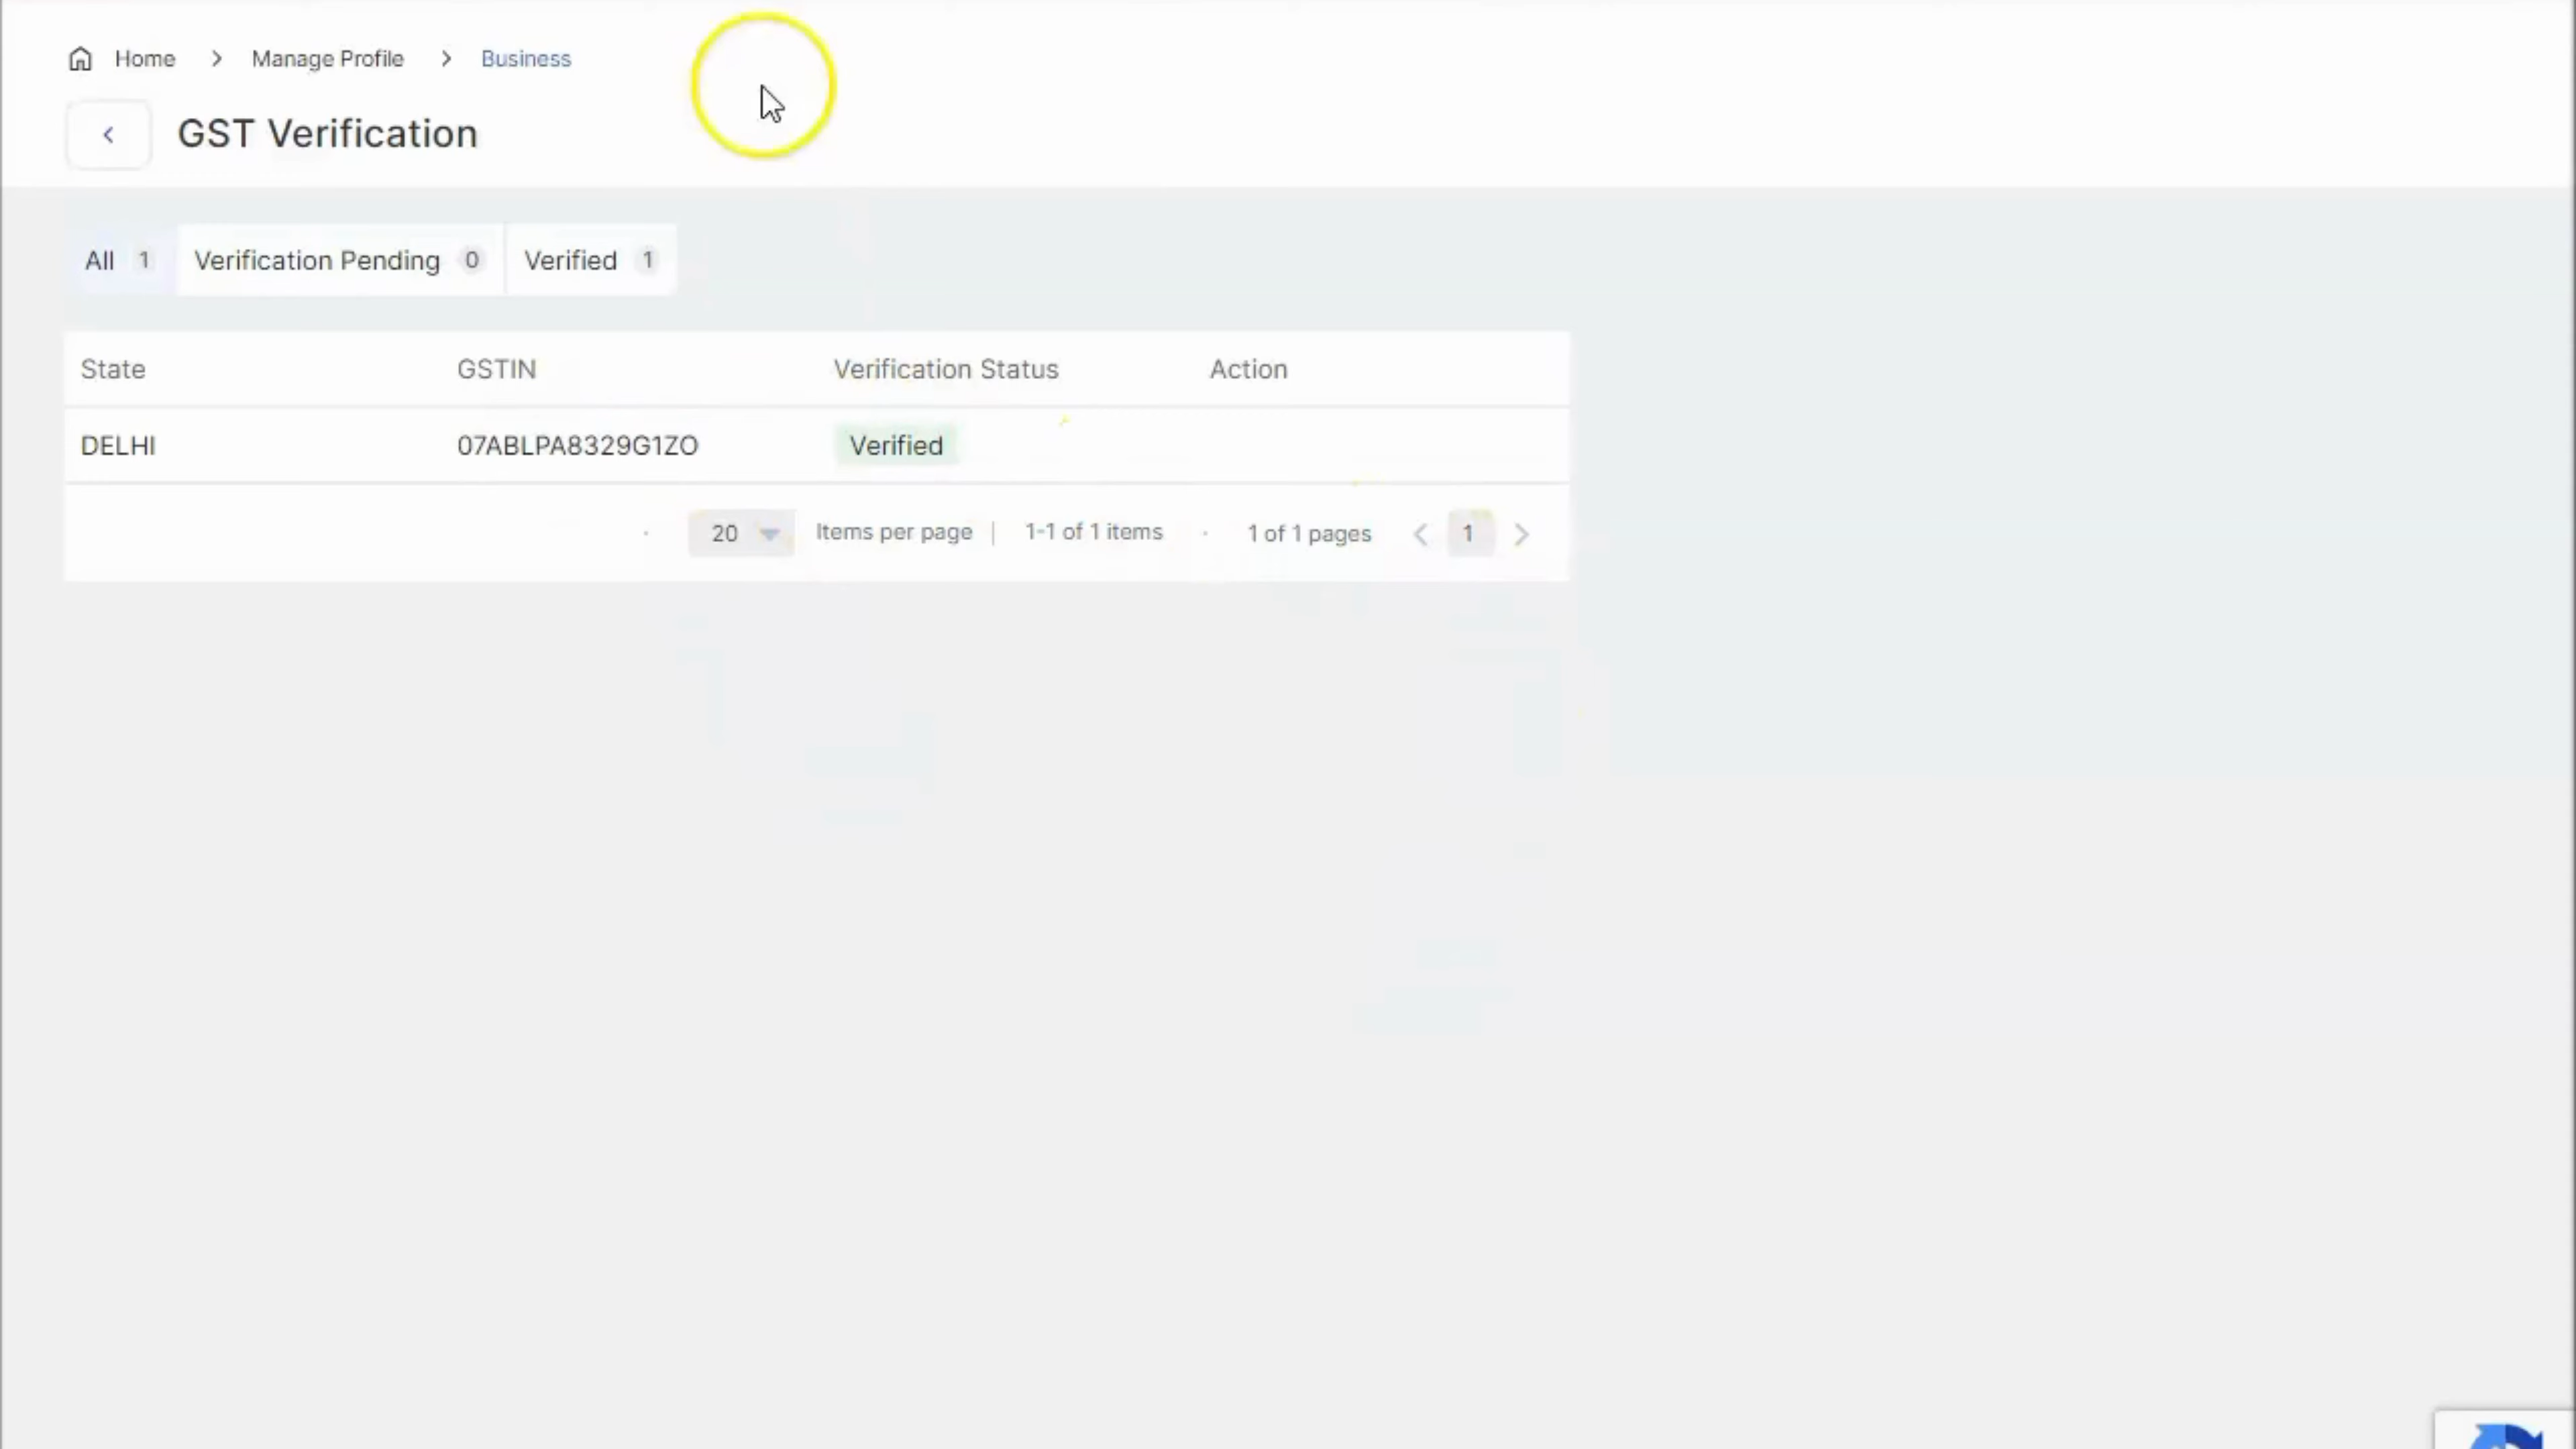 Home > Manage Profile > Business
GST Verification
All 1 Verification Pending 0 Verified 1
State GSTIN Verification Status Action
DELHI 07ABLPA8329G1ZO Verified
20 Items per page | 1-1 of 1 items 1 of 1 pages < 1 >